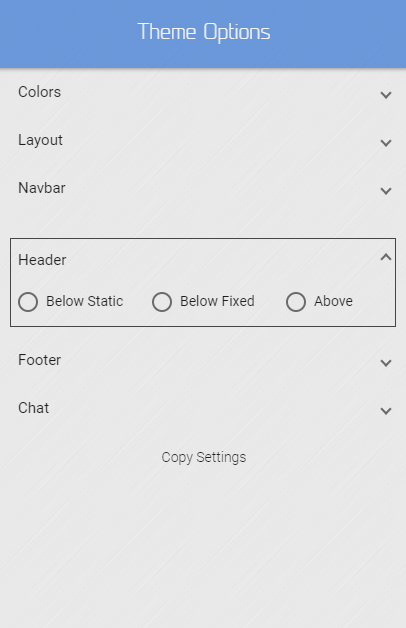 Theme Options
Colors
Layout
Navbar
Header
Below Static Below Fixed Above
Footer
Chat
Copy Settings